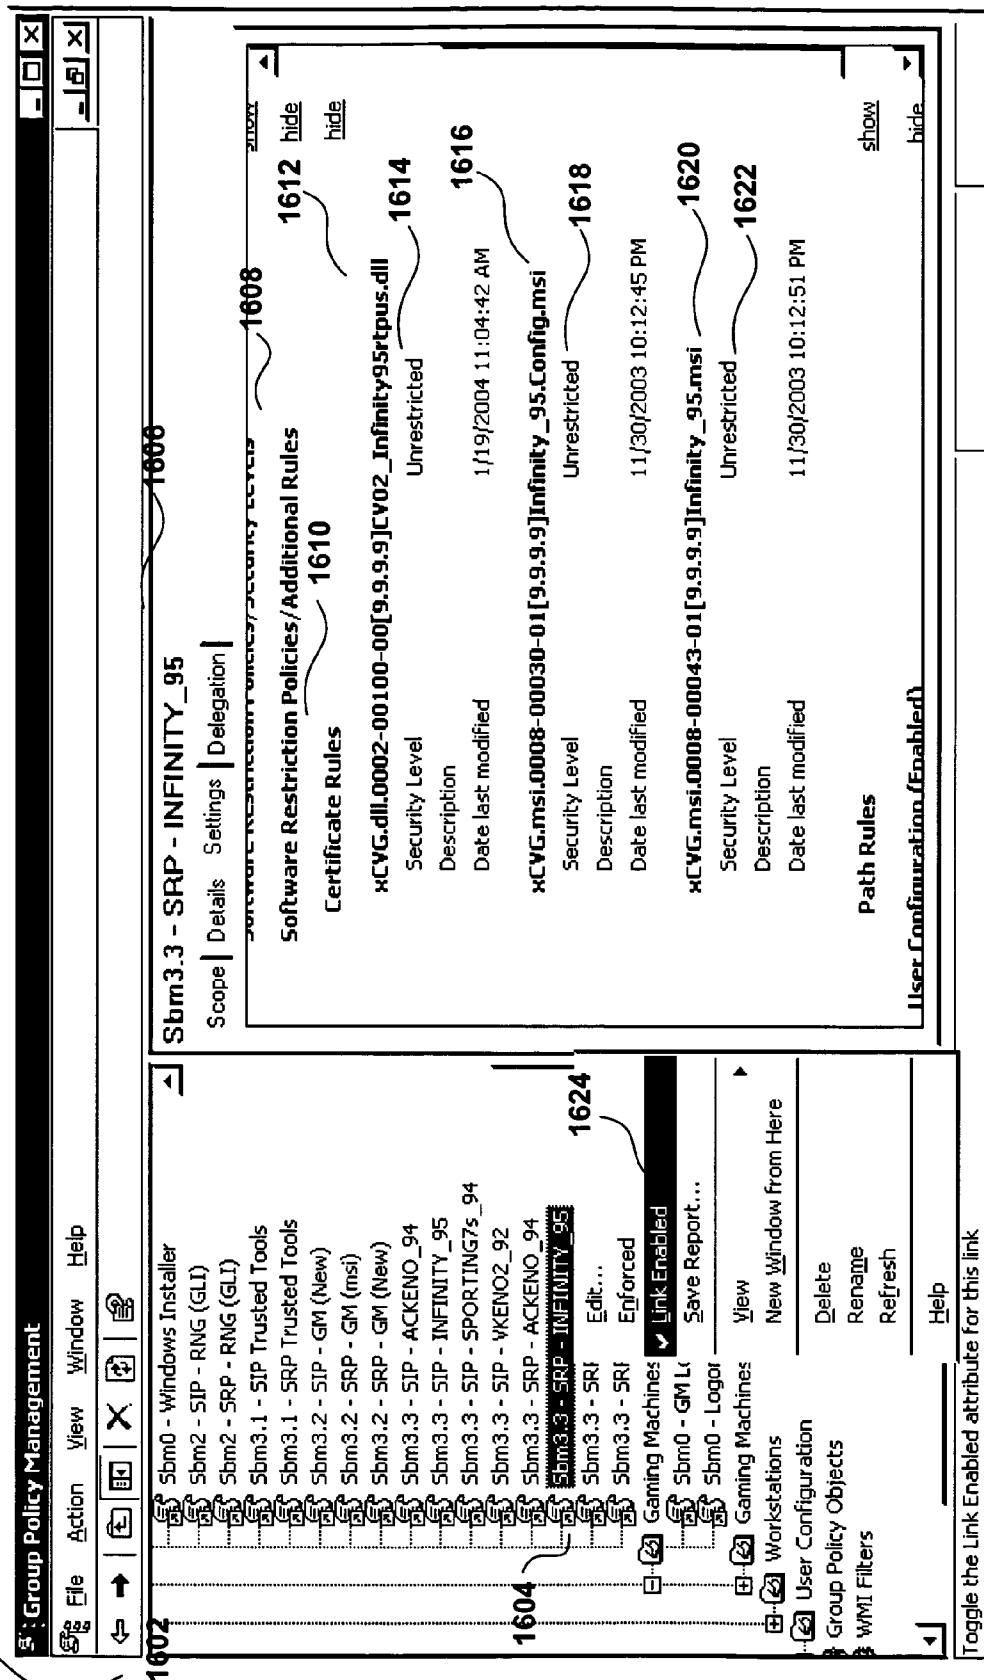 Group Policy Management
File Action View Window Help
1602
Sbm0 - Windows Installer
Sbm2 - SIP - RNG (GLI)
Sbm2 - SRP - RNG (GLI)
Sbm3.1 - SIP Trusted Tools
Sbm3.1 - SRP Trusted Tools
Sbm3.2 - SIP - GM (New)
Sbm3.2 - SRP - GM (msi)
Sbm3.2 - SRP - GM (New)
Sbm3.3 - SIP - ACKENO_94
Sbm3.3 - SIP - INFINITY_95
Sbm3.3 - SIP - SPORTING7s_94
Sbm3.3 - SIP - VKENO2_92
Sbm3.3 - SRP - ACKENO_94
Sbm3.3 - SRP - INFINITY_95
1604
Sbm3.3 - SRI
Sbm3.3 - SRI
Gaming Machines
Sbm0 - GM L
Sbm0 - Logor
Gaming Machines
Workstations
User Configuration
Group Policy Objects
WMI Filters
Edit...
Enforced
Link Enabled
1624
Save Report...
View
New Window from Here
Delete
Rename
Refresh
Help
Toggle the Link Enabled attribute for this link
Sbm3.3 - SRP - INFINITY_95
1606
Scope Details Settings Delegation
Software Restriction Policies/Security Levels
show
1608
Software Restriction Policies/Additional Rules
hide
Certificate Rules
1610
hide
1612
xCVG.dll.0002-00100-00[9.9.9.9]CV02_Infinity95rtpus.dll
Security Level Unrestricted
1614
Description
Date last modified 1/19/2004 11:04:42 AM
1616
xCVG.msi.0008-00030-01[9.9.9.9]Infinity_95.Config.msi
Security Level Unrestricted
1618
Description
Date last modified 11/30/2003 10:12:45 PM
xCVG.msi.0008-00043-01[9.9.9.9]Infinity_95.msi
1620
Security Level Unrestricted
1622
Description
Date last modified 11/30/2003 10:12:51 PM
Path Rules
show
User Configuration (Enabled)
hide